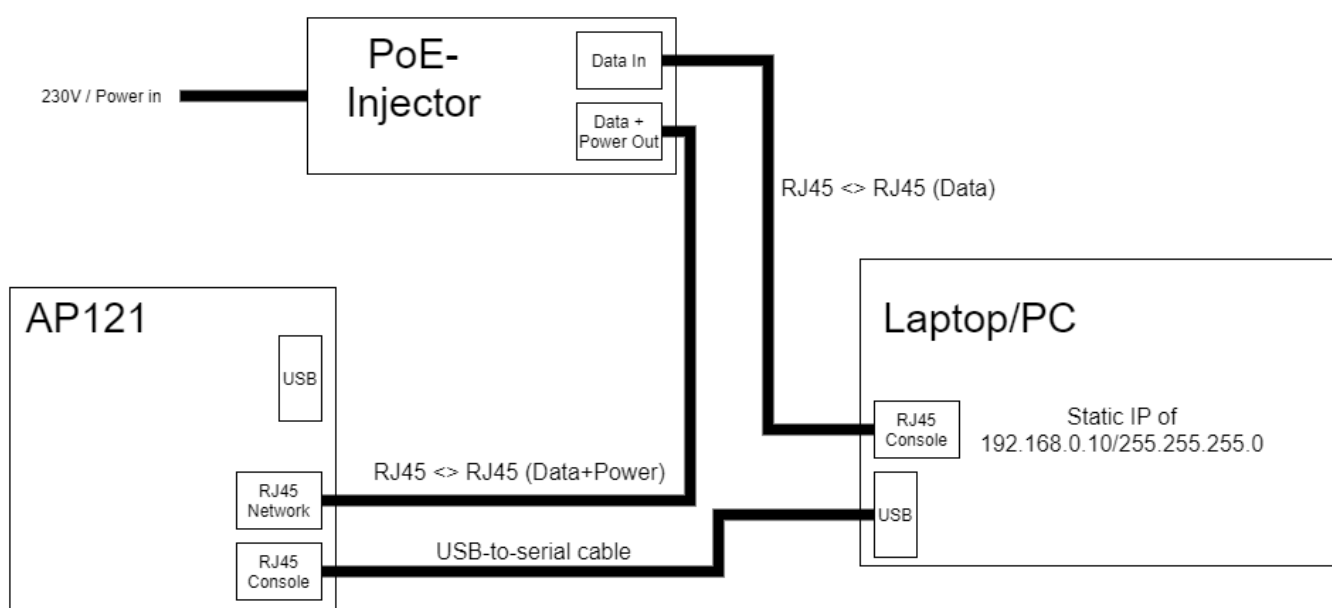 PoE-
Injector
Data In
Data +
Power Out
230V / Power in
RJ45 <> RJ45 (Data)
AP121
USB
RJ45
Network
RJ45
Console
RJ45 <> RJ45 (Data+Power)
USB-to-serial cable
Laptop/PC
RJ45
Console
Static IP of
192.168.0.10/255.255.255.0
USB